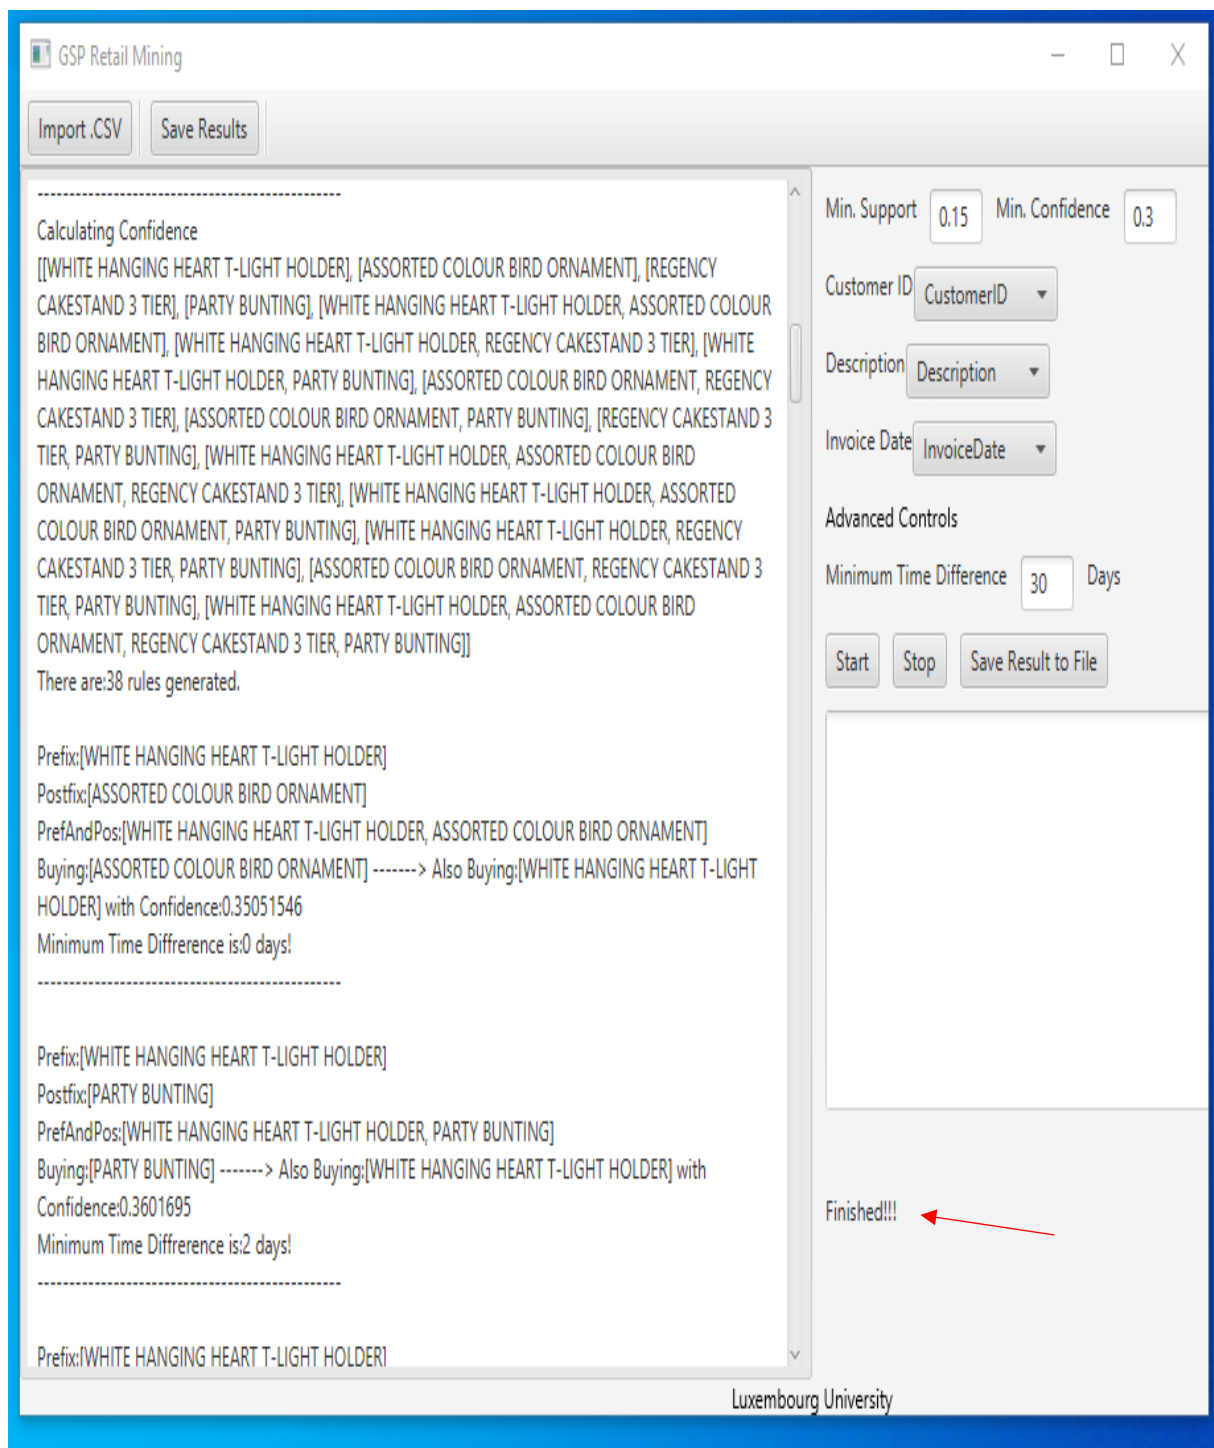 GSP Retail Mining
Import .CSV
Save Results
-----------------------------------------------
Calculating Confidence
[[WHITE HANGING HEART T-LIGHT HOLDER], [ASSORTED COLOUR BIRD ORNAMENT], [REGENCY
CAKESTAND 3 TIER], [PARTY BUNTING], [WHITE HANGING HEART T-LIGHT HOLDER, ASSORTED COLOUR
BIRD ORNAMENT], [WHITE HANGING HEART T-LIGHT HOLDER, REGENCY CAKESTAND 3 TIER], [WHITE
HANGING HEART T-LIGHT HOLDER, PARTY BUNTING], [ASSORTED COLOUR BIRD ORNAMENT, REGENCY
CAKESTAND 3 TIER], [ASSORTED COLOUR BIRD ORNAMENT, PARTY BUNTING], [REGENCY CAKESTAND 3
TIER, PARTY BUNTING], [WHITE HANGING HEART T-LIGHT HOLDER, ASSORTED COLOUR BIRD
ORNAMENT, REGENCY CAKESTAND 3 TIER], [WHITE HANGING HEART T-LIGHT HOLDER, ASSORTED
COLOUR BIRD ORNAMENT, PARTY BUNTING], [WHITE HANGING HEART T-LIGHT HOLDER, REGENCY
CAKESTAND 3 TIER, PARTY BUNTING], [ASSORTED COLOUR BIRD ORNAMENT, REGENCY CAKESTAND 3
TIER, PARTY BUNTING], [WHITE HANGING HEART T-LIGHT HOLDER, ASSORTED COLOUR BIRD
ORNAMENT, REGENCY CAKESTAND 3 TIER, PARTY BUNTING]]
There are:38 rules generated.
Prefix:[WHITE HANGING HEART T-LIGHT HOLDER]
Postfix:[ASSORTED COLOUR BIRD ORNAMENT]
PrefAndPos:[WHITE HANGING HEART T-LIGHT HOLDER, ASSORTED COLOUR BIRD ORNAMENT]
Buying:[ASSORTED COLOUR BIRD ORNAMENT] -------> Also Buying:[WHITE HANGING HEART T-LIGHT
HOLDER] with Confidence:0.35051546
Minimum Time Diffrerence is:0 days!
-----------------------------------------------
Prefix:[WHITE HANGING HEART T-LIGHT HOLDER]
Postfix:[PARTY BUNTING]
PrefAndPos:[WHITE HANGING HEART T-LIGHT HOLDER, PARTY BUNTING]
Buying:[PARTY BUNTING] -------> Also Buying:[WHITE HANGING HEART T-LIGHT HOLDER] with
Confidence:0.3601695
Minimum Time Diffrerence is:2 days!
-----------------------------------------------
Prefix:[WHITE HANGING HEART T-LIGHT HOLDER]
Min. Support 0.15 Min. Confidence 0.3
Customer ID CustomerID
Description Description
Invoice Date InvoiceDate
Advanced Controls
Minimum Time Difference 30 Days
Start Stop Save Result to File
Finished!!!
Luxembourg University